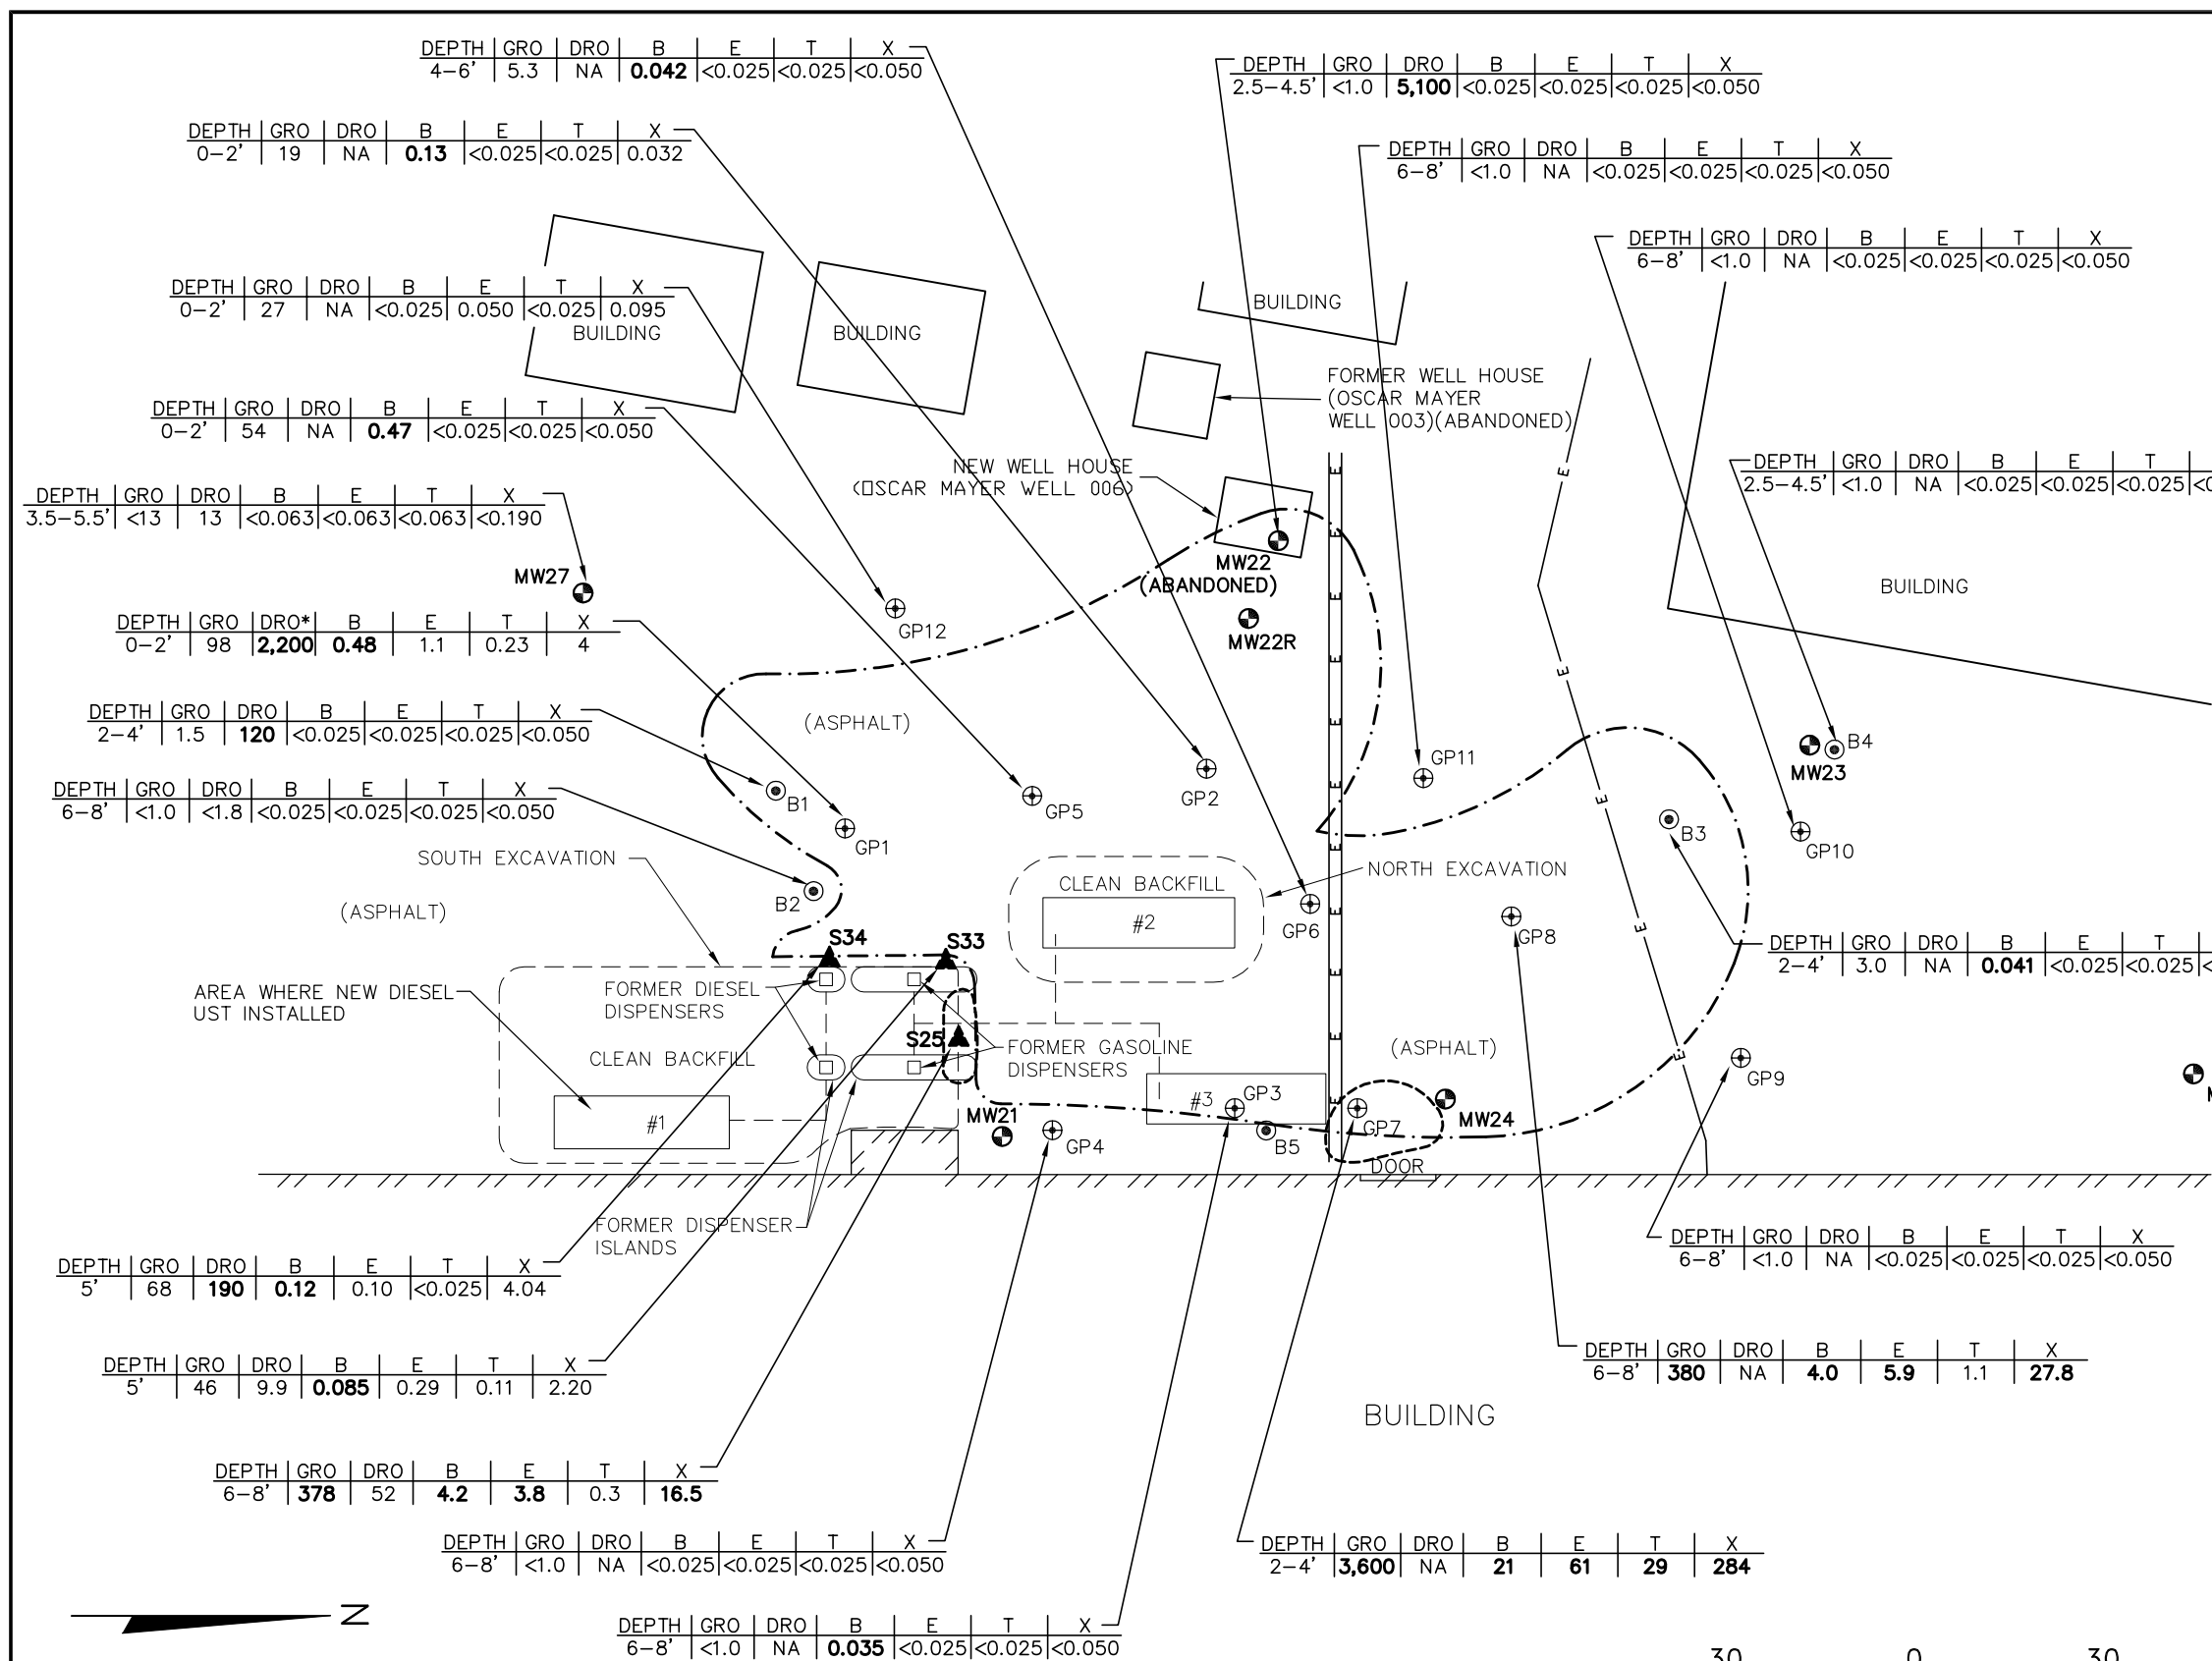 DEPTH GRO DRO B E T X
4-6' 5.3 NA 0.042 <0.025 <0.025 <0.050
DEPTH GRO DRO B E T X
2.5-4.5' <1.0 5,100 <0.025 <0.025 <0.025 <0.050
DEPTH GRO DRO B E T X
0-2' 19 NA 0.13 <0.025 <0.025 0.032
DEPTH GRO DRO B E T X
6-8' <1.0 NA <0.025 <0.025 <0.025 <0.050
DEPTH GRO DRO B E T X
6-8' <1.0 NA <0.025 <0.025 <0.025 <0.050
DEPTH GRO DRO B E T X
0-2' 27 NA <0.025 0.050 <0.025 0.095
BUILDING
BUILDING
BUILDING
FORMER WELL HOUSE
(OSCAR MAYER
WELL 003)(ABANDONED)
DEPTH GRO DRO B E T X
0-2' 54 NA 0.47 <0.025 <0.025 <0.050
NEW WELL HOUSE
(OSCAR MAYER WELL 006)
DEPTH GRO DRO B E T
2.5-4.5' <1.0 NA <0.025 <0.025 <0.025
DEPTH GRO DRO B E T X
3.5-5.5' <13 13 <0.063 <0.063 <0.063 <0.190
E
MW27
MW22
(ABANDONED)
BUILDING
DEPTH GRO DRO* B E T X
0-2' 98 2,200 0.48 1.1 0.23 4
GP12
MW22R
E
DEPTH GRO DRO B E T X
2-4' 1.5 120 <0.025 <0.025 <0.025 <0.050
(ASPHALT)
B4
MW23
GP11
DEPTH GRO DRO B E T X
6-8' <1.0 <1.8 <0.025 <0.025 <0.025 <0.050
B1
GP5
GP2
E
B3
GP1
GP10
SOUTH EXCAVATION
NORTH EXCAVATION
CLEAN BACKFILL
B2
(ASPHALT)
#2
GP6
GP8
E
S34
S33
DEPTH GRO DRO B E T
2-4' 3.0 NA 0.041 <0.025 <0.025
AREA WHERE NEW DIESEL
UST INSTALLED
FORMER DIESEL
DISPENSERS
S25
FORMER GASOLINE
DISPENSERS
(ASPHALT)
E
CLEAN BACKFILL
GP9
#3
GP3
MW21
MW24
#1
GP4
B5
GP7
DOOR
FORMER DISPENSER
ISLANDS
DEPTH GRO DRO B E T X
6-8' <1.0 NA <0.025 <0.025 <0.025 <0.050
DEPTH GRO DRO B E T X
5' 68 190 0.12 0.10 <0.025 4.04
DEPTH GRO DRO B E T X
6-8' 380 NA 4.0 5.9 1.1 27.8
DEPTH GRO DRO B E T X
5' 46 9.9 0.085 0.29 0.11 2.20
BUILDING
DEPTH GRO DRO B E T X
6-8' 378 52 4.2 3.8 0.3 16.5
DEPTH GRO DRO B E T X
6-8' <1.0 NA <0.025 <0.025 <0.025 <0.050
DEPTH GRO DRO B E T X
2-4' 3,600 NA 21 61 29 284
N
DEPTH GRO DRO B E T X
6-8' <1.0 NA 0.035 <0.025 <0.025 <0.050
30 0 30